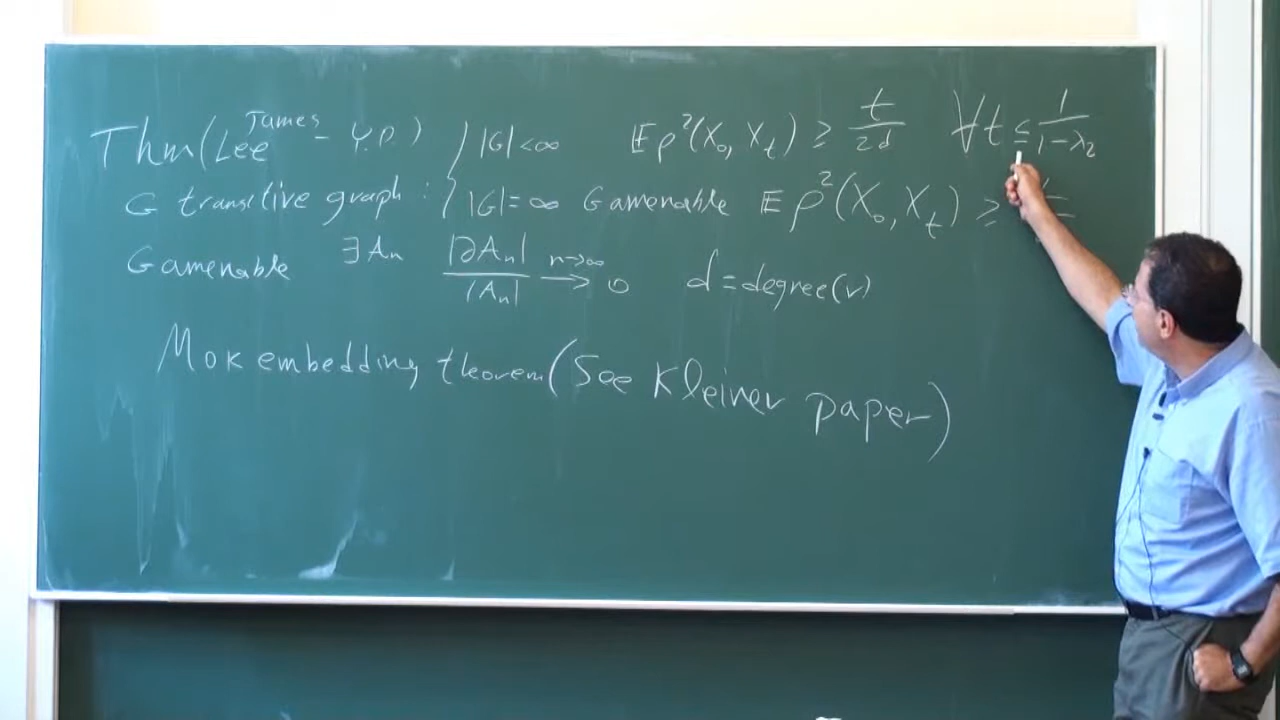 Thm(Lee James - Y.P.) |G|<∞ 𝔼ρ²(X₀, X_t) ≥ t/2d ∀t ≤ 1/(1-λ₂)
G transitive graph : |G|=∞ G amenable 𝔼ρ²(X₀, X_t) ≥
G amenable ∃Aₙ |∂Aₙ|/|Aₙ| n→∞ → 0 d=degree(v)
Mok embedding theorem (See Kleiner paper)